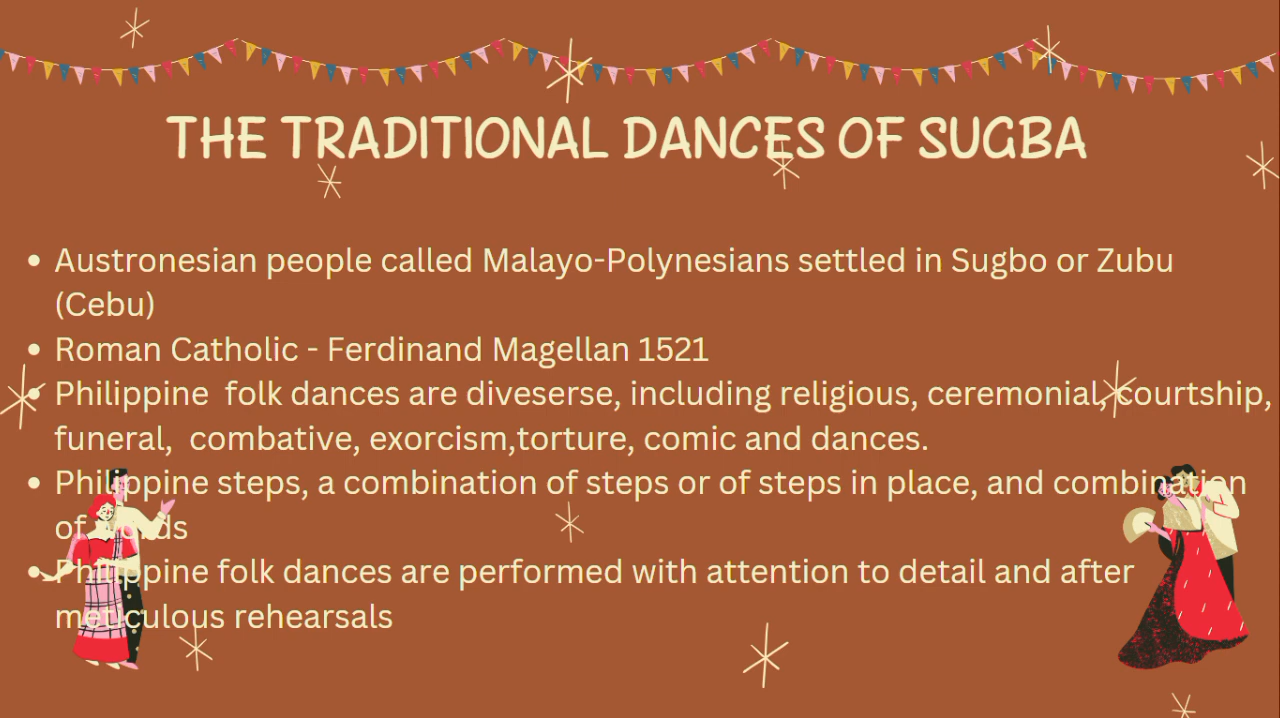 THE TRADITIONAL DANCES OF SUGBA
• Austronesian people called Malayo-Polynesians settled in Sugbo or Zubu
(Cebu)
• Roman Catholic - Ferdinand Magellan 1521
• Philippine folk dances are diveserse, including religious, ceremonial, courtship,
funeral, combative, exorcism,torture, comic and dances.
• Philippine steps, a combination of steps or of steps in place, and combination
of
• Philippine folk dances are performed with attention to detail and after
meticulous rehearsals